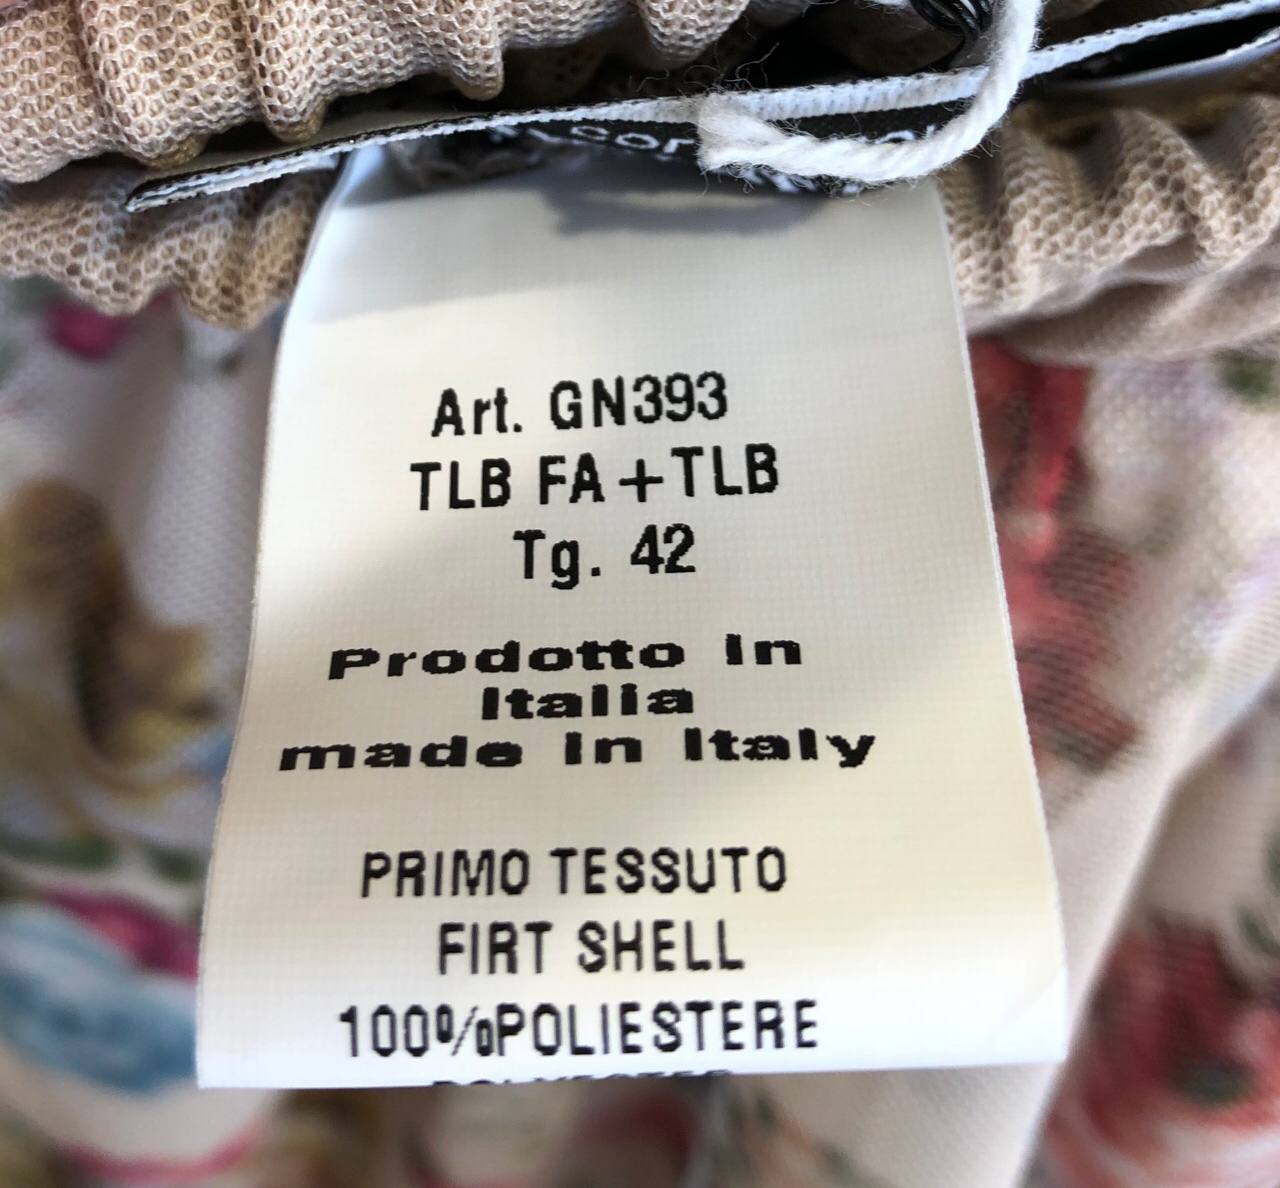 Art. GN393
TLB FA+TLB
Tg. 42
Prodotto in
Italia
made in Italy
PRIMO TESSUTO
FIRT SHELL
100%POLIESTERE